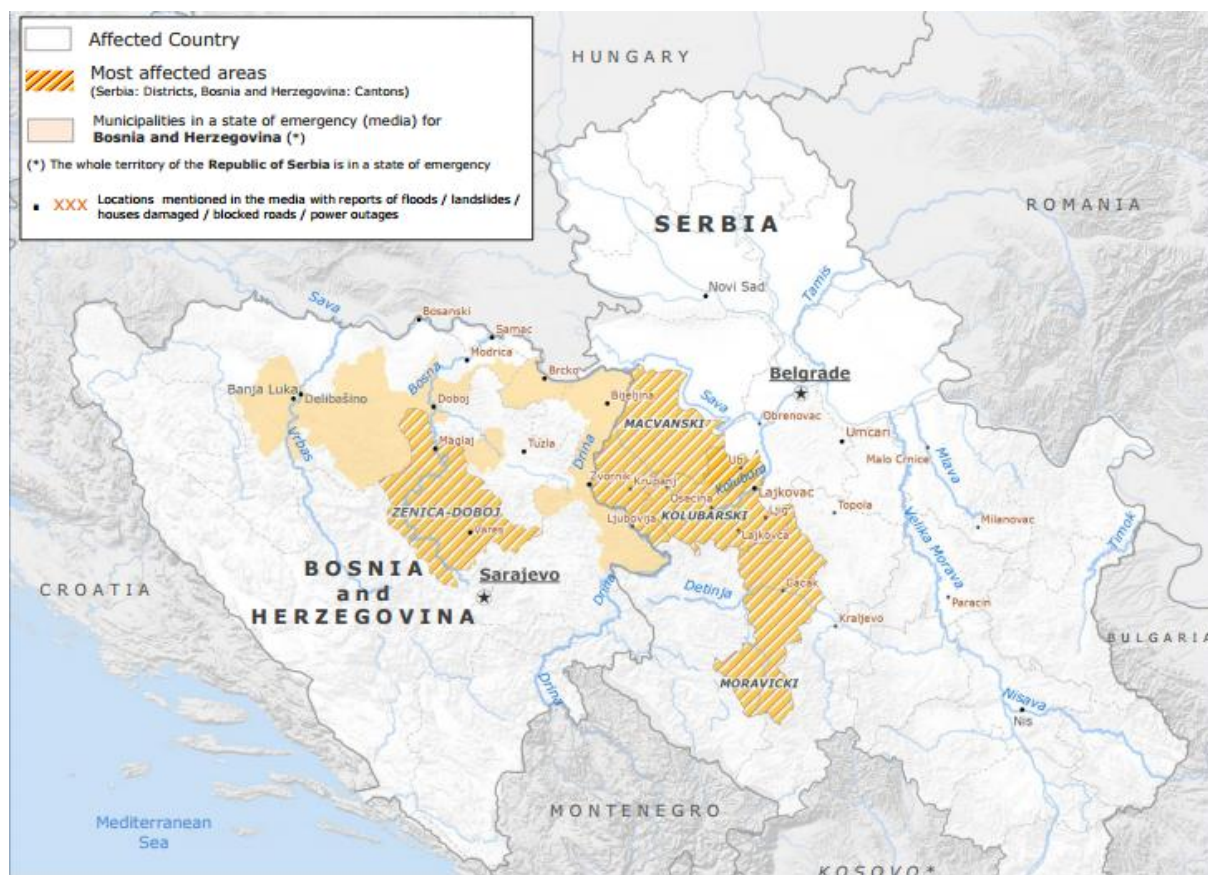 Affected Country
Most affected areas
(Serbia: Districts, Bosnia and Herzegovina: Cantons)
Municipalities in a state of emergency (media) for
Bosnia and Herzegovina (*)
(*) The whole territory of the Republic of Serbia is in a state of emergency
XXX Locations mentioned in the media with reports of floods / landslides /
houses damaged / blocked roads / power outages
HUNGARY
ROMANIA
SERBIA
Novi Sad
Tamis
Sava
Bosanski
Samac
Modrica
Bosna
Brcko
Belgrade
Banja Luka
Delibašino
Doboj
Bijeljina
Sava
Obrenovac
MACVANSKI
Umcari
Maglaj
Tuzla
Drina
Malo Crnice
Mlava
Vrbas
Ub
Kolubara
Zvornik
Krupanj
Osecina
Lajkovac
ZENICA-DOBOJ
KOLUBARSKI
Ljig
Topola
Velika Morava
Milanovac
Timok
Vares
Ljubovija
Lajkovca
BOSNIA
and
HERZEGOVINA
Sarajevo
Drina
Detinja
Cacak
CROATIA
Paracin
Kraljevo
BULGARIA
Drina
MORAVICKI
Nisava
Nis
MONTENEGRO
Mediterranean
Sea
KOSOVO*